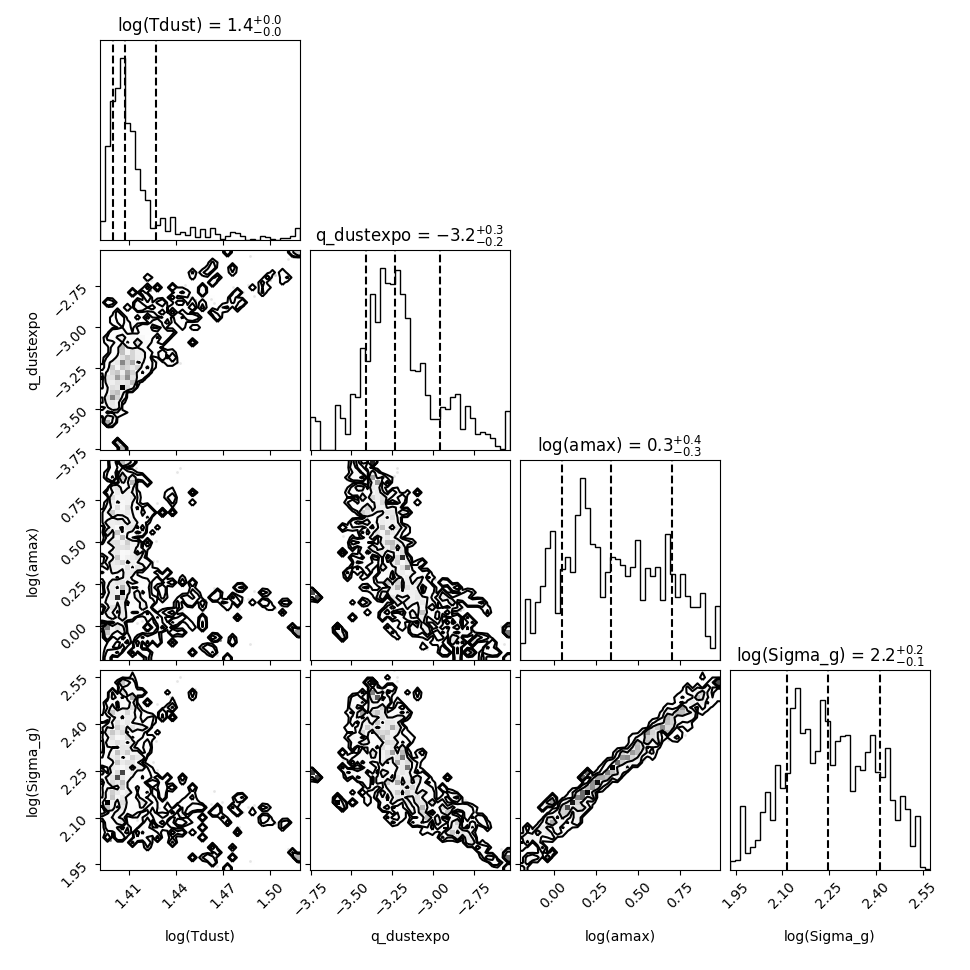 log(Tdust) = 1.4+0.0−0.0
q_dustexpo = −3.2+0.3−0.2
log(amax) = 0.3+0.4−0.3
log(Sigma_g) = 2.2+0.2−0.1
q_dustexpo
−2.75
−3.00
−3.25
−3.50
−3.75
log(amax)
0.75
0.50
0.25
0.00
log(Sigma_g)
2.55
2.40
2.25
2.10
1.95
1.41 1.44 1.47 1.50
−3.75 −3.50 −3.25 −3.00 −2.75
0.00 0.25 0.50 0.75
1.95 2.10 2.25 2.40 2.55
log(Tdust) q_dustexpo log(amax) log(Sigma_g)